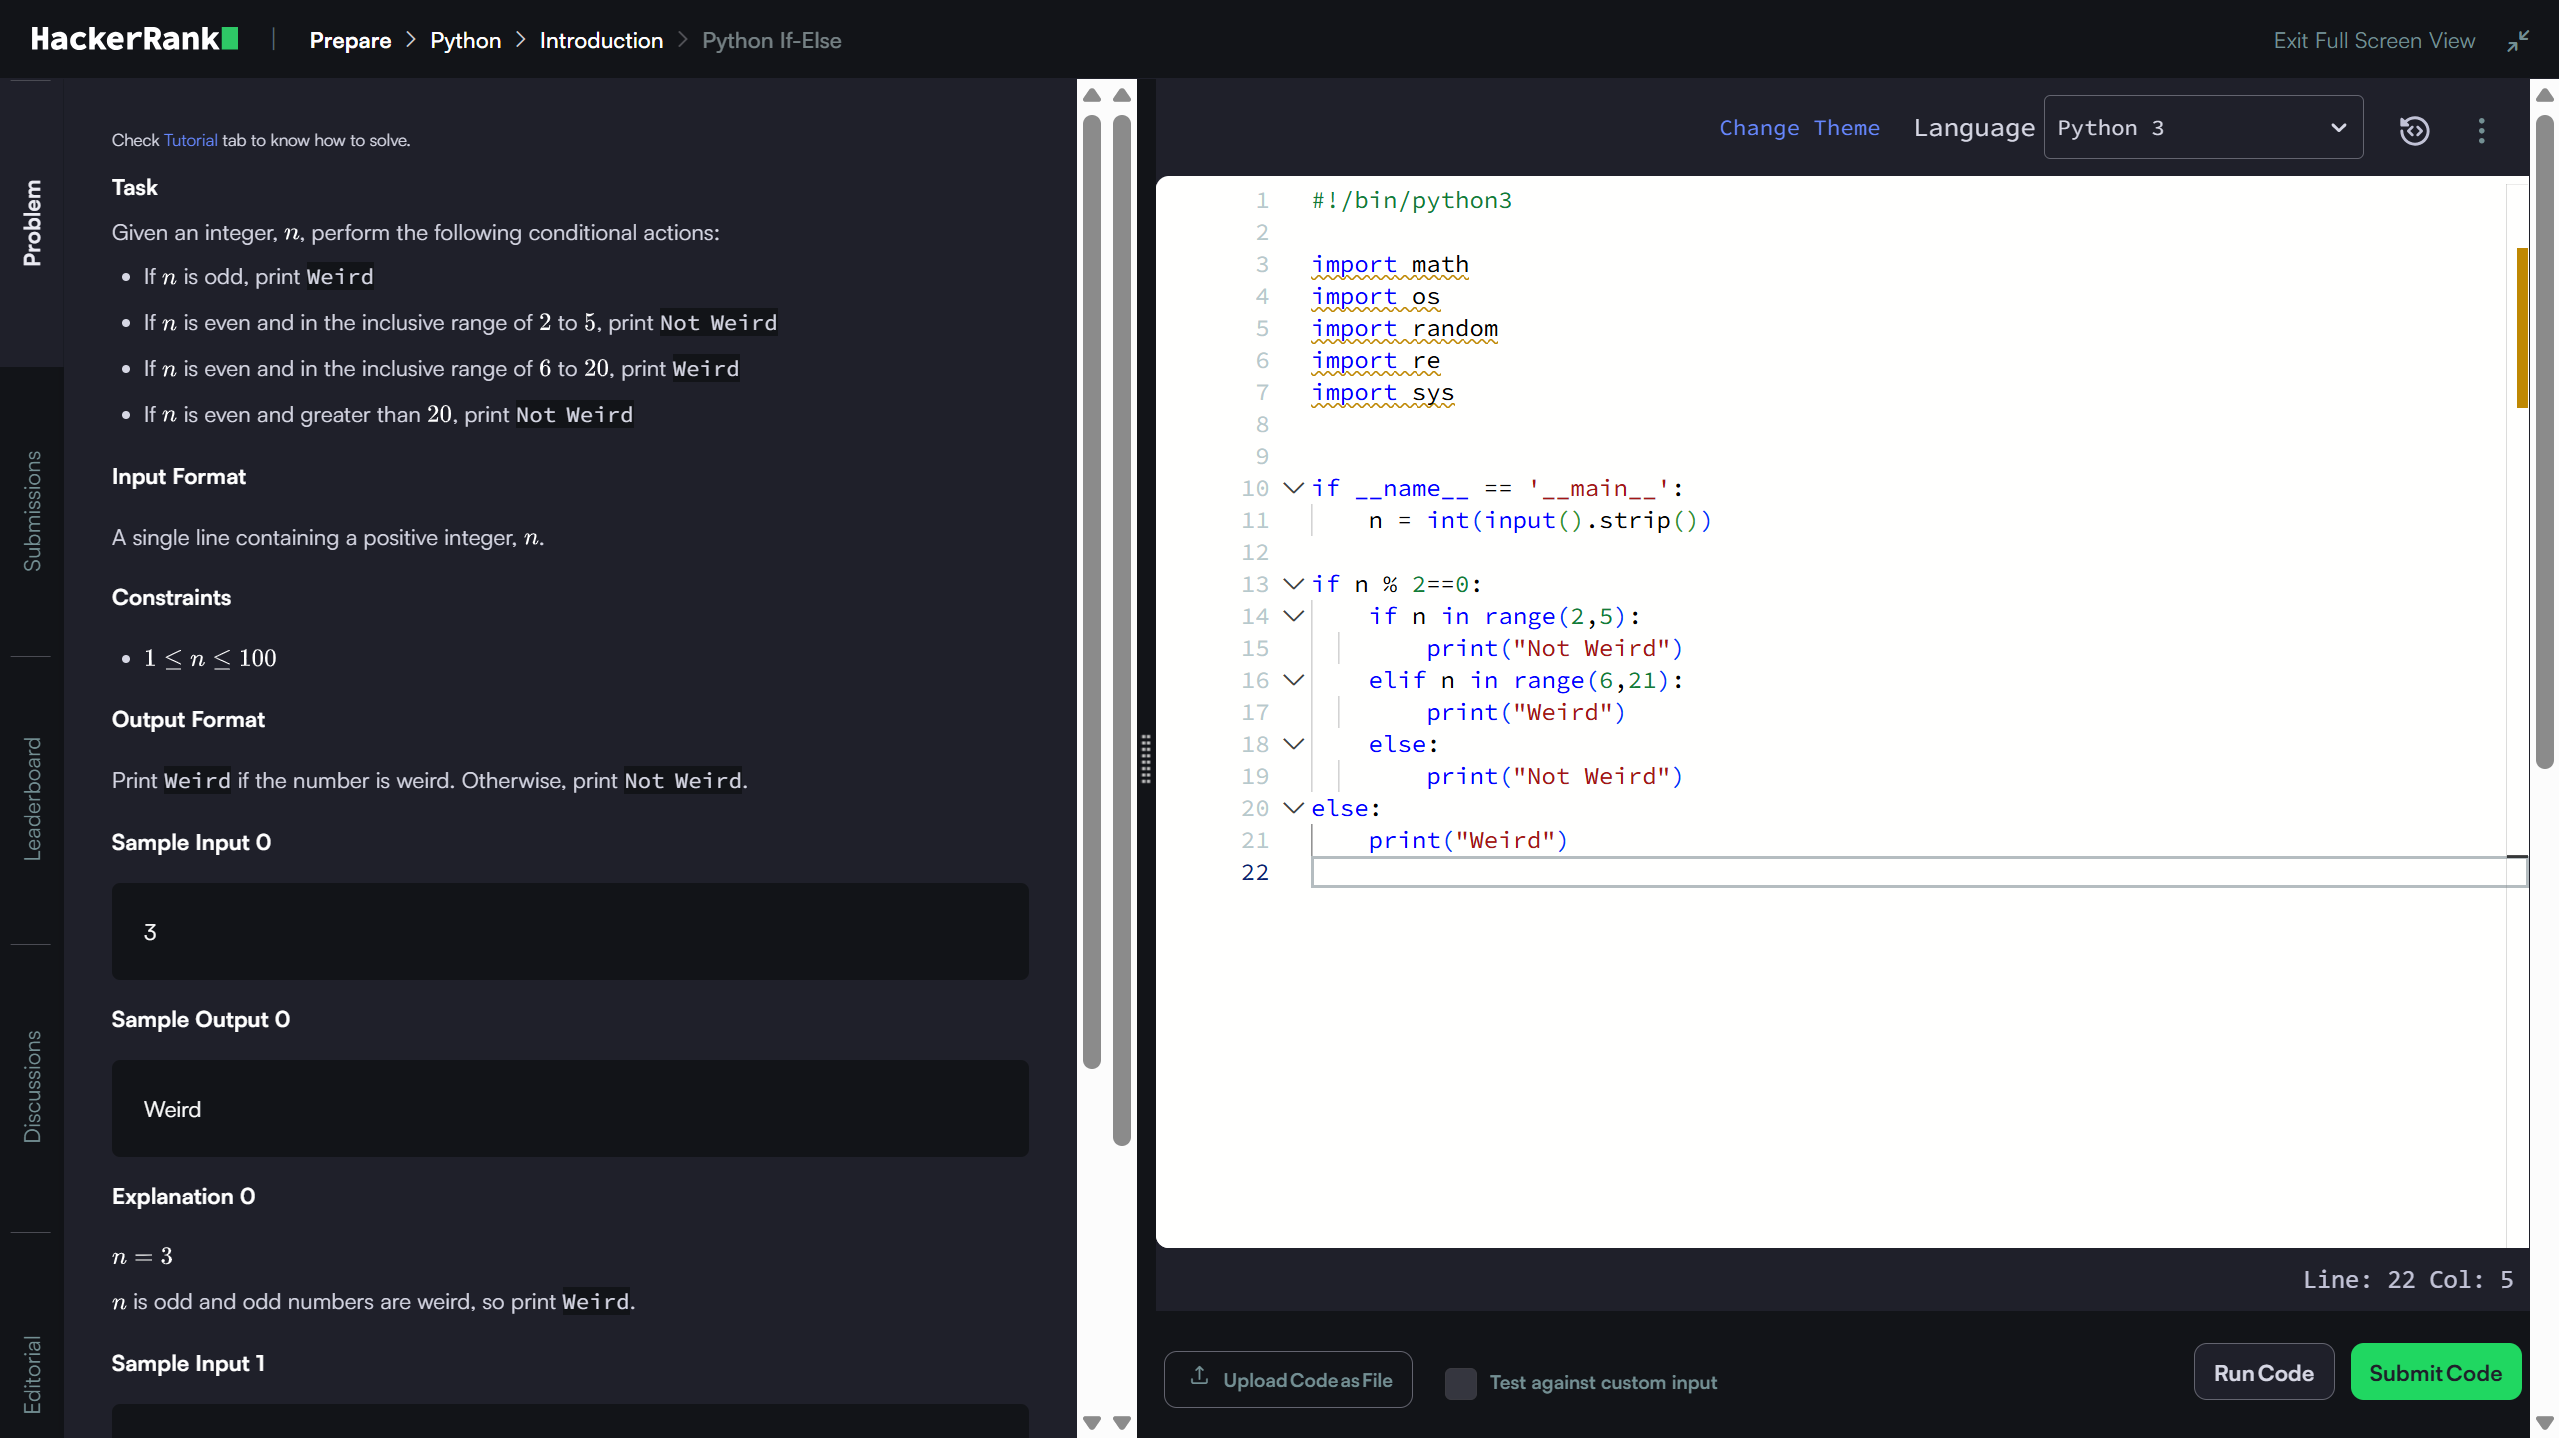 HackerRank | Prepare > Python > Introduction > Python If-Else
Exit Full Screen View
Problem
Submissions
Leaderboard
Discussions
Editorial
Check Tutorial tab to know how to solve.
Task
Given an integer, n, perform the following conditional actions:
• If n is odd, print Weird
• If n is even and in the inclusive range of 2 to 5, print Not Weird
• If n is even and in the inclusive range of 6 to 20, print Weird
• If n is even and greater than 20, print Not Weird
Input Format
A single line containing a positive integer, n.
Constraints
• 1 ≤ n ≤ 100
Output Format
Print Weird if the number is weird. Otherwise, print Not Weird.
Sample Input 0
3
Sample Output 0
Weird
Explanation 0
n = 3
n is odd and odd numbers are weird, so print Weird.
Sample Input 1
Change Theme Language Python 3
1 #!/bin/python3
2
3 import math
4 import os
5 import random
6 import re
7 import sys
8
9
10 if __name__ == '__main__':
11     n = int(input().strip())
12
13 if n % 2==0:
14     if n in range(2,5):
15         print("Not Weird")
16     elif n in range(6,21):
17         print("Weird")
18     else:
19         print("Not Weird")
20 else:
21     print("Weird")
22
Line: 22 Col: 5
Upload Code as File
Test against custom input
Run Code
Submit Code